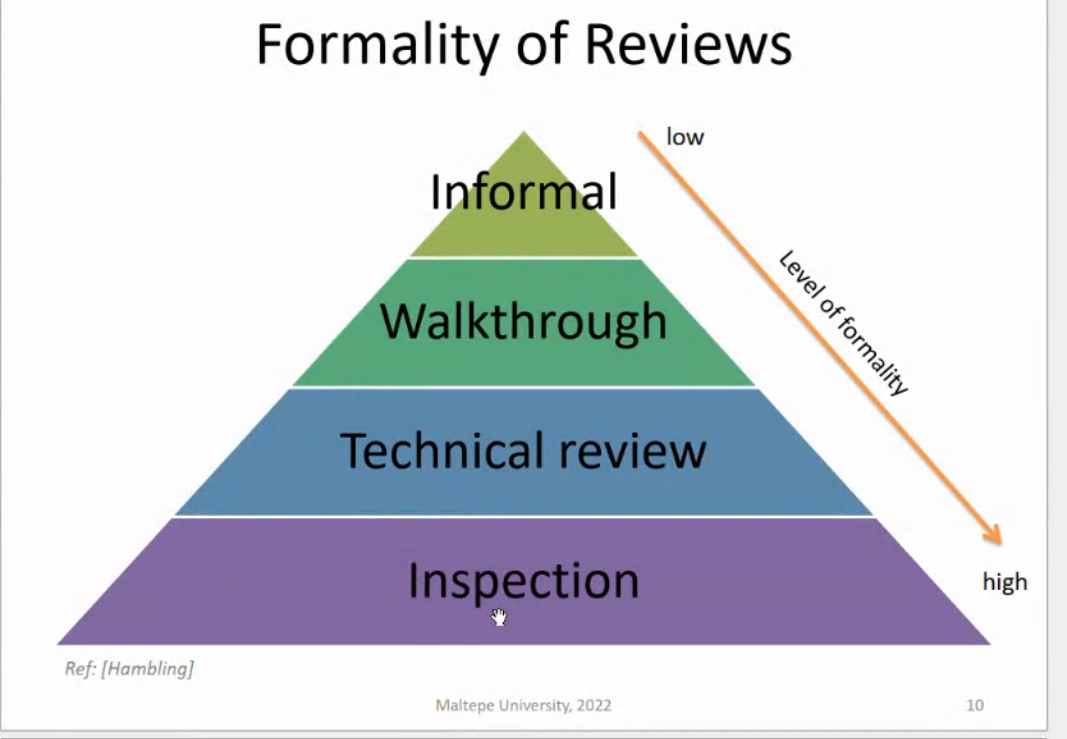 Formality of Reviews
low
Informal
Level of formality
Walkthrough
Technical review
Inspection
high
Ref: [Hambling]
Maltepe University, 2022
10